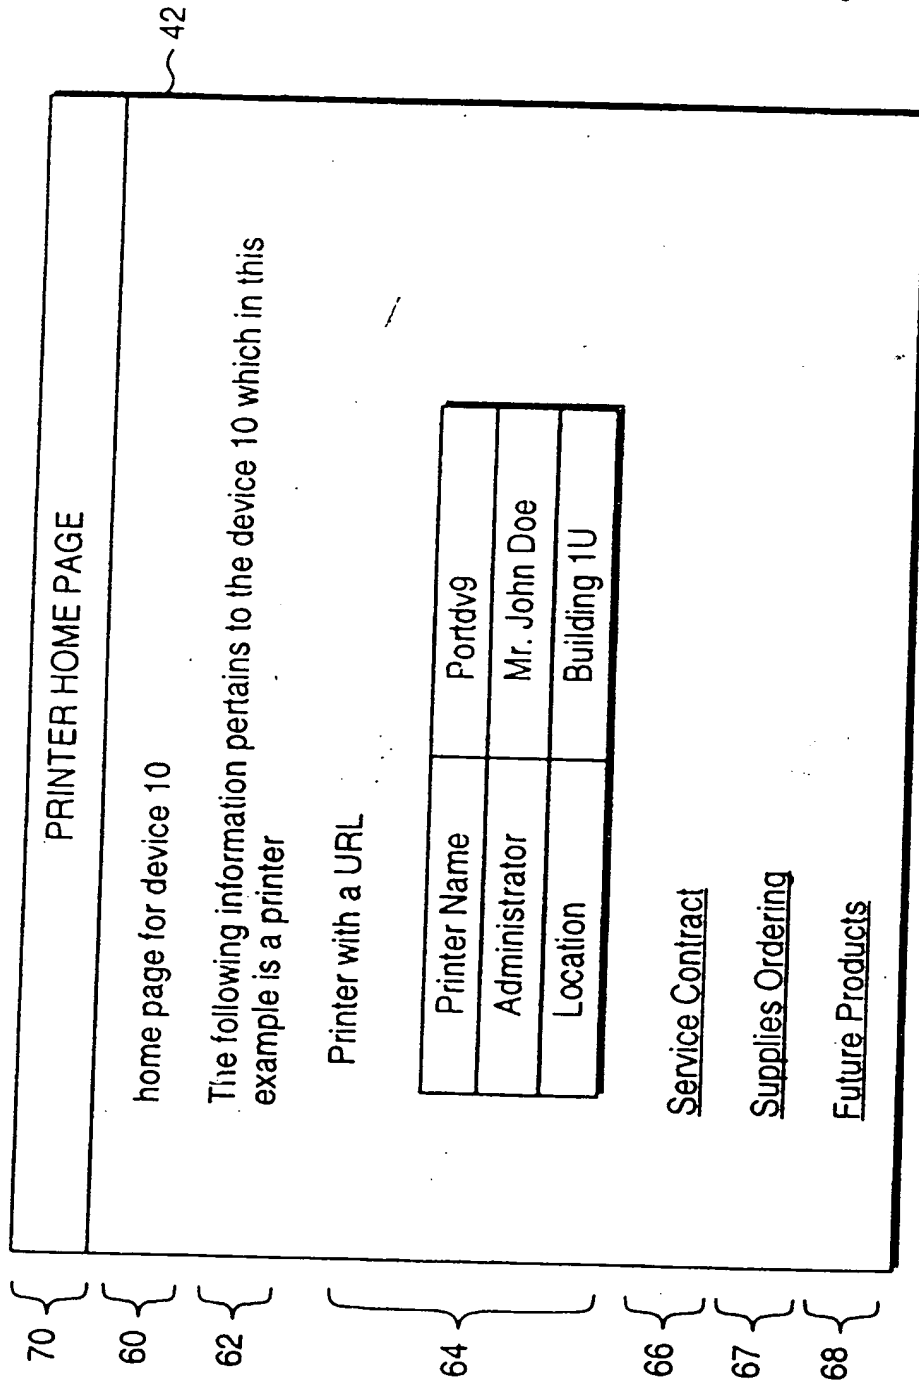 42
70
PRINTER HOME PAGE
60
home page for device 10
62
The following information pertains to the device 10 which in this
example is a printer
64
Printer with a URL
Printer Name Portdv9
Administrator Mr. John Doe
Location Building 1U
66
Service Contract
67
Supplies Ordering
68
Future Products